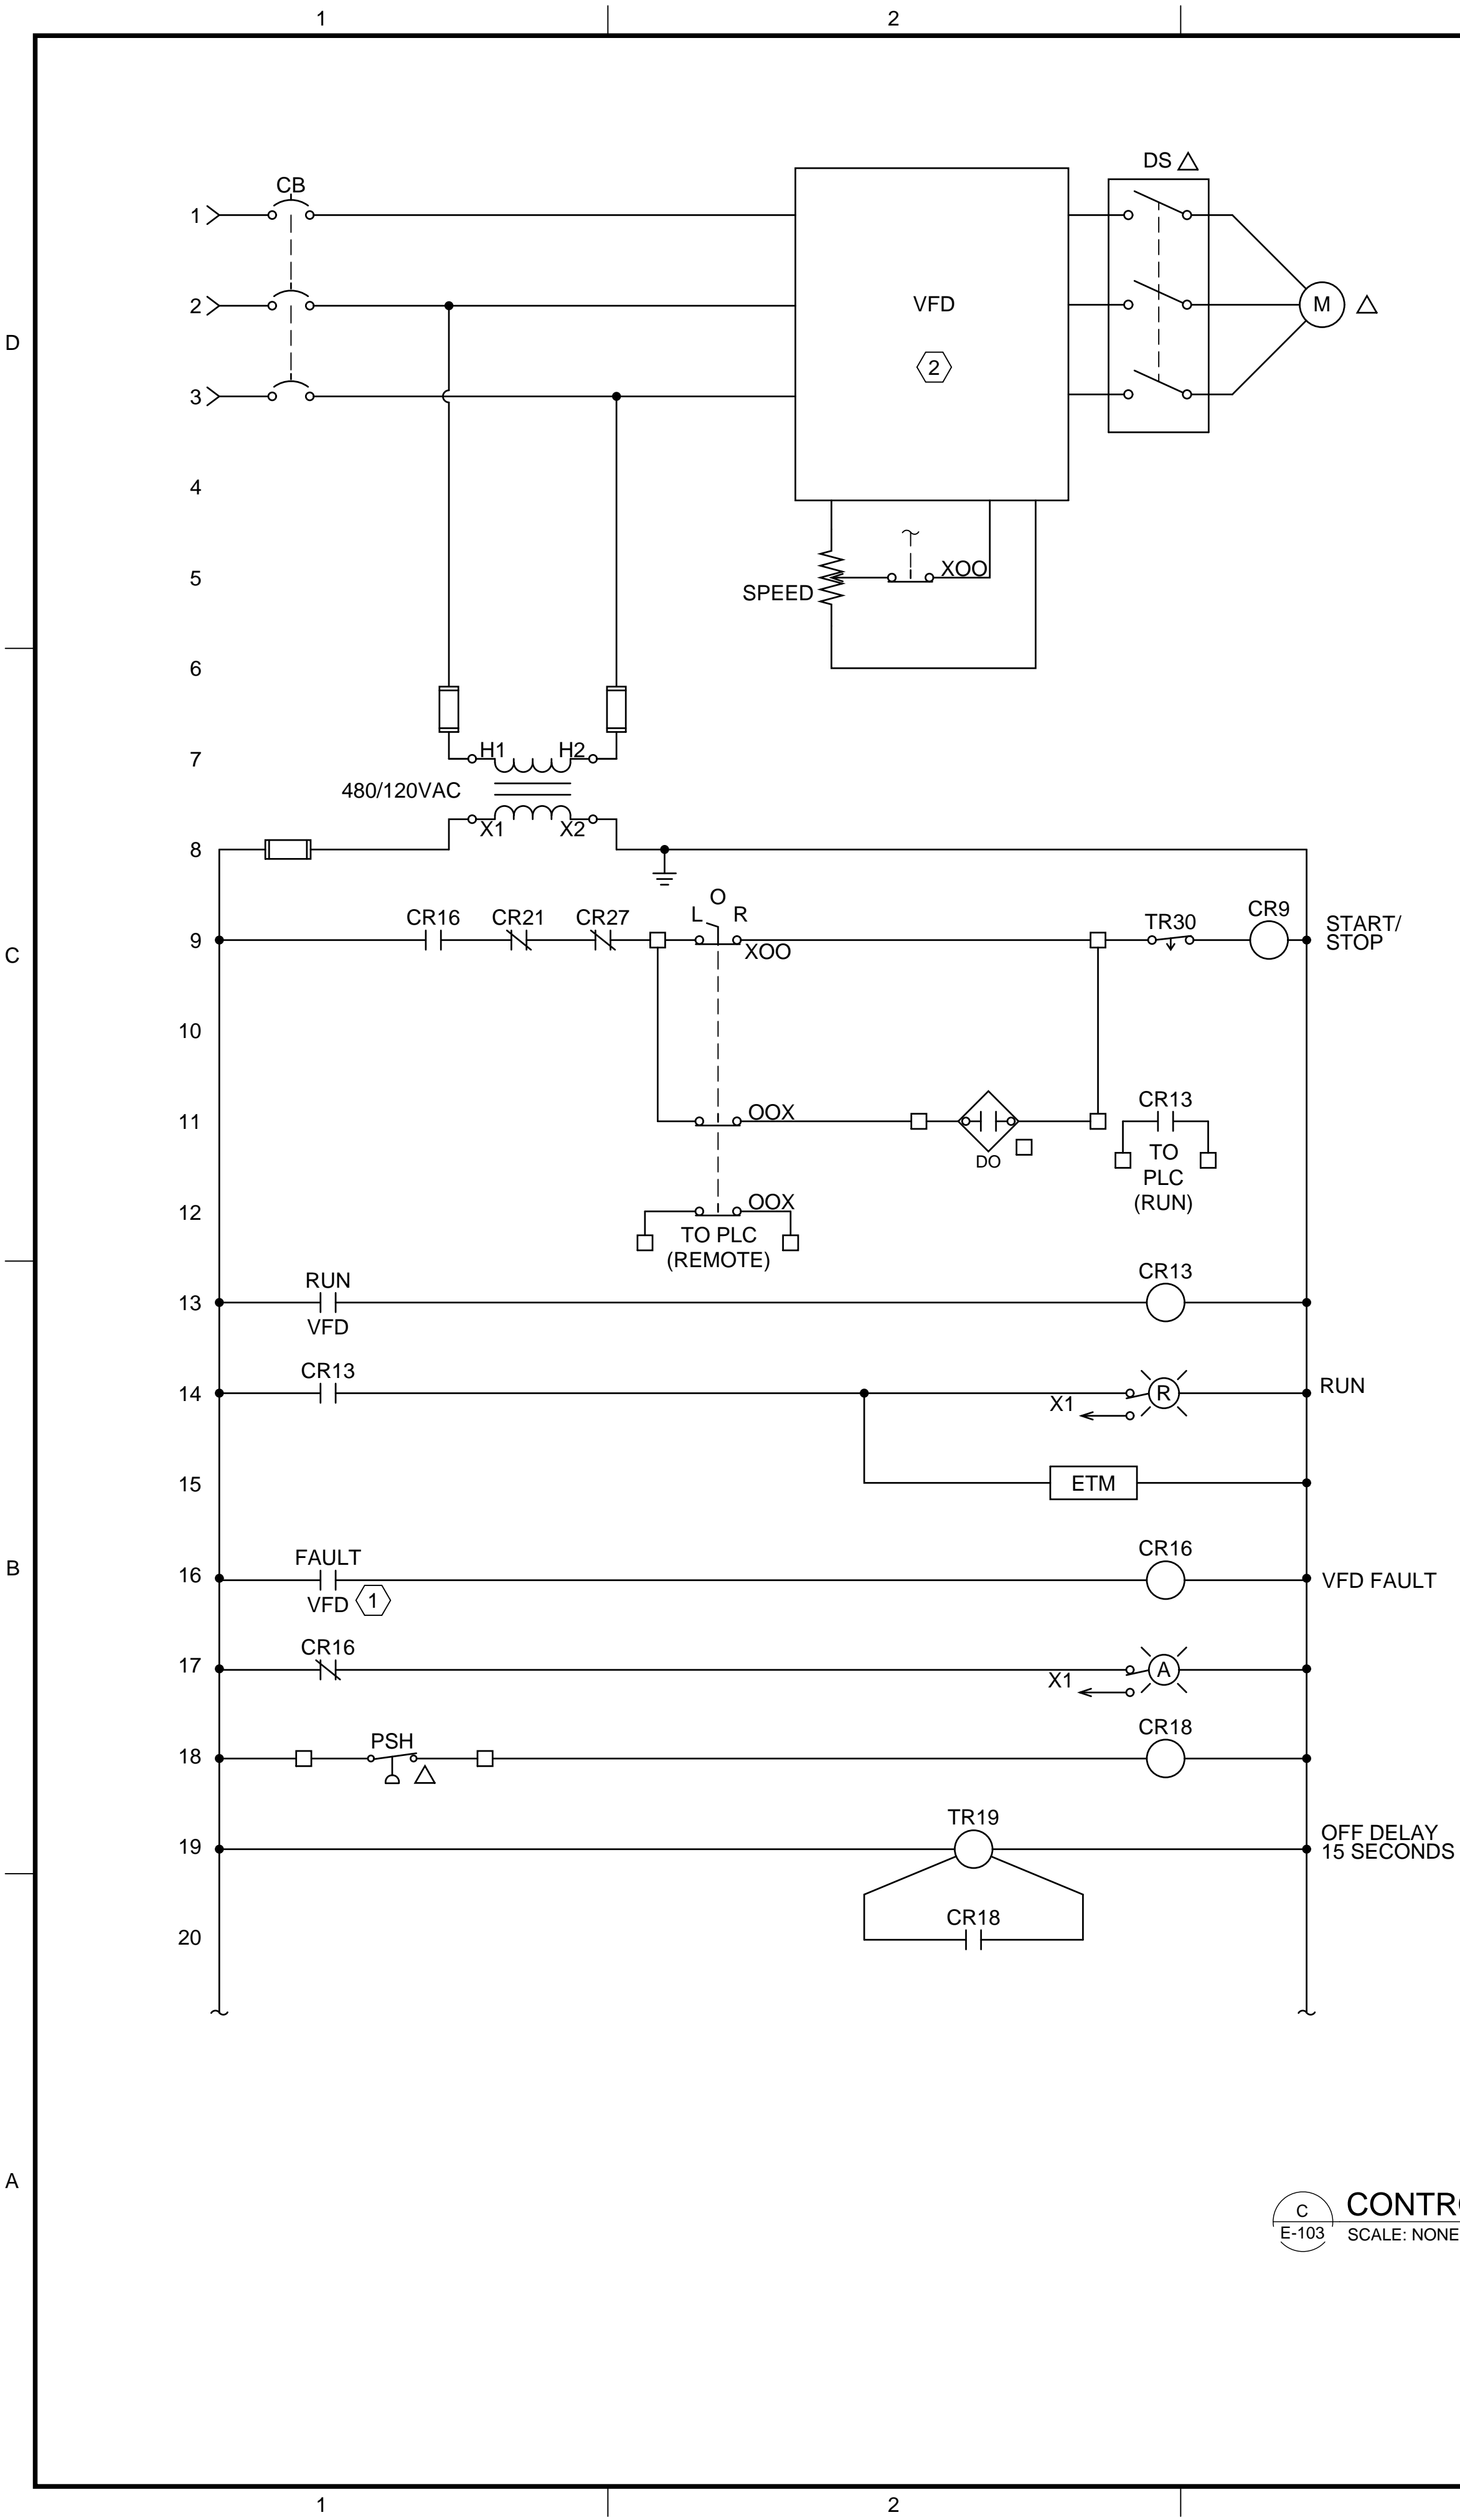 1 2
DS
CB
1
2
VFD
M
D
2
3
4
XOO
5
SPEED
6
H1 H2
7
480/120VAC
X1 X2
8
O
L R
CR16 CR21 CR27 TR30 CR9
9
START/
STOP
XOO
C
10
CR13
11
OOX
TO
DO
PLC
(RUN)
12
OOX
TO PLC
(REMOTE)
RUN
CR13
13
VFD
CR13
14
R
RUN
X1
15
ETM
FAULT
CR16
B
16
VFD FAULT
VFD
1
CR16
17
A
X1
PSH
CR18
18
TR19
19
OFF DELAY
15 SECONDS
CR18
20
A
C
E-103
CONTRO
SCALE: NONE
1 2